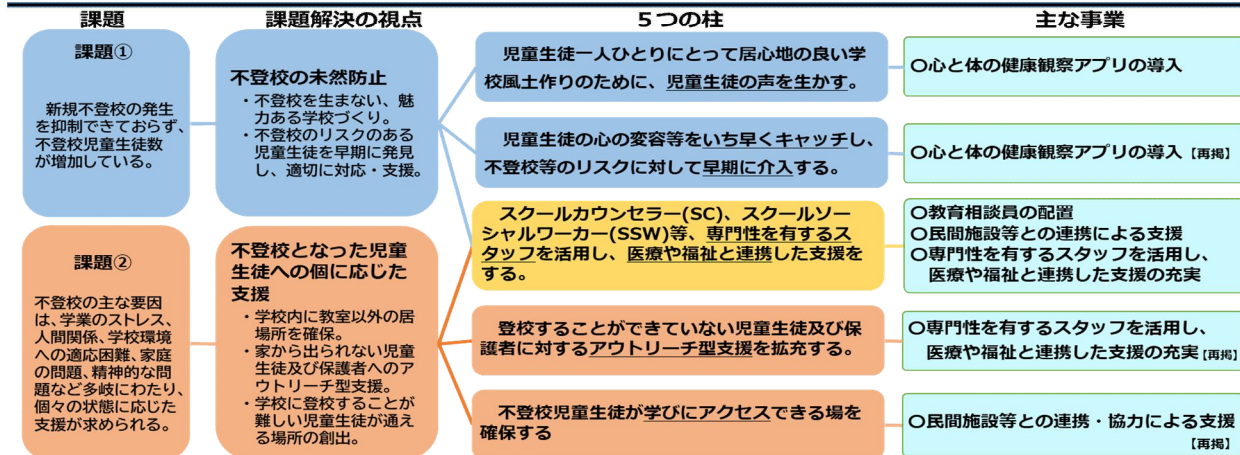 課題
課題解決の視点
5つの柱
主な事業
課題①
新規不登校の発生
を抑制できておらず、
不登校児童生徒数
が増加している。
不登校の未然防止
・不登校を生まない、魅
力ある学校づくり。
・不登校のリスクのある
児童生徒を早期に発見
し、適切に対応・支援。
児童生徒一人ひとりにとって居心地の良い学
校風土作りのために、児童生徒の声を生かす。
〇心と体の健康観察アプリの導入
児童生徒の心の変容等をいち早くキャッチし、
不登校等のリスクに対して早期に介入する。
〇心と体の健康観察アプリの導入【再掲】
スクールカウンセラー(SC)、スクールソー
シャルワーカー(SSW)等、専門性を有するス
タッフを活用し、医療や福祉と連携した支援を
する。
〇教育相談員の配置
〇民間施設等との連携による支援
〇専門性を有するスタッフを活用し、
医療や福祉と連携した支援の充実
課題②
不登校の主な要因
は、学業のストレス、
人間関係、学校環境
への適応困難、家庭
の問題、精神的な問
題など多岐にわたり、
個々の状態に応じた
支援が求められる。
不登校となった児童
生徒への個に応じた
支援
・学校内に教室以外の居
場所を確保。
・家から出られない児童
生徒及び保護者へのア
ウトリーチ型支援。
・学校に登校することが
難しい児童生徒が通え
る場所の創出。
登校することができていない児童生徒及び保
護者に対するアウトリーチ型支援を拡充する。
〇専門性を有するスタッフを活用し、
医療や福祉と連携した支援の充実【再掲】
不登校児童生徒が学びにアクセスできる場を
確保する
〇民間施設等との連携・協力による支援
【再掲】